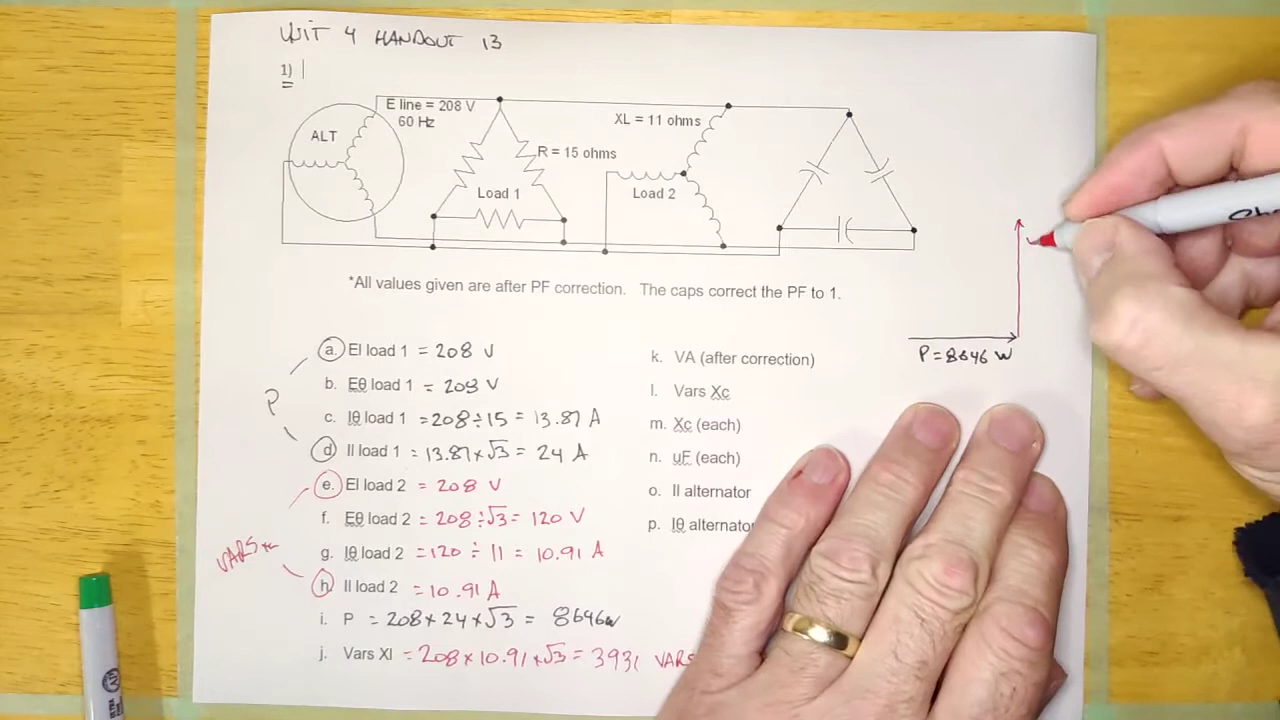 UNIT 4 HANDOUT 13
1)
E line = 208 V
60 Hz
ALT
R = 15 ohms
Load 1
XL = 11 ohms
Load 2
*All values given are after PF correction. The caps correct the PF to 1.
P
a. El load 1 = 208 V
b. Eθ load 1 = 208 V
c. Iθ load 1 = 208 ÷ 15 = 13.87 A
d Il load 1 = 13.87 x √3 = 24 A
e. El load 2 = 208 V
f. Eθ load 2 = 208 ÷ √3 = 120 V
g. Iθ load 2 = 120 ÷ 11 = 10.91 A
VARS XL
h. Il load 2 = 10.91 A
i. P = 208 x 24 x √3 = 8646w
j. Vars Xl = 208 x 10.91 x √3 = 3931 VARS
k. VA (after correction)
l. Vars Xc
m. Xc (each)
n. uF (each)
o. Il alternator
p. Iθ alternator
P = 8646 W